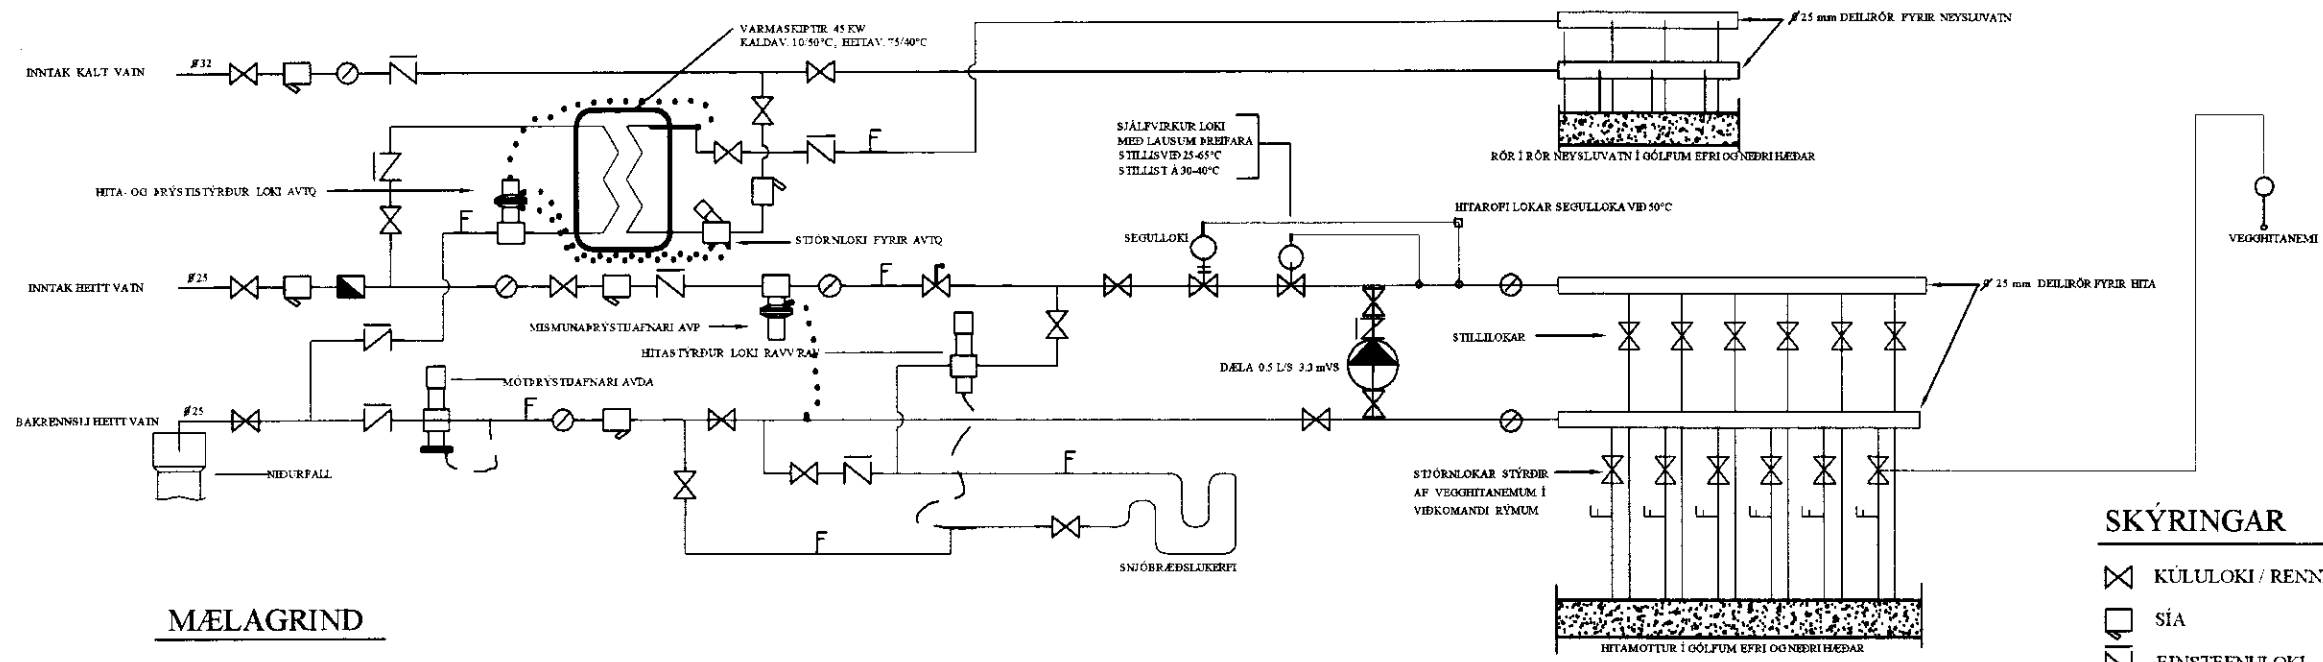 VARMASKIPTIR 45 KW
KALDAV. 10/50°C, HEITAV. 75/40°C
ø 25 mm DEILIRÖR FYRIR NEYSLUVATN
INNTAK KALT VATN
ø32
SJÁLFVIRKUR LOKI
MEÐ LAUSUM ÞREIFARA
STILLISVIÐ 25-65°C
STILLIST Á 30-40°C
RÖR Í RÖR NEYSLUVATN Í GÓLFUM EFRI OG NEÐRI HÆÐAR
F
HITA- OG ÞRÝSTISTÝRÐUR LOKI AVTQ
F
HITAROFI LOKAR SEGULLOKA VIÐ 50°C
STJÓRNLOKI FYRIR AVTQ
SEGULLOKI
VEGGHITANEMI
INNTAK HEITT VATN
ø25
F
ø 25 mm DEILIRÖR FYRIR HITA
MISMUNAÞRÝSTIJAFNARI AVP
STILLILOKAR
HITASTÝRÐUR LOKI RAVV/RAV
DÆLA 0.5 L/S 3.3 mVS
MÓTÞRÝSTIJAFNARI AVDA
BAKRENNSLI HEITT VATN
ø25
F
NIÐURFALL
F
STJÓRNLOKAR STÝRÐIR
AF VEGGHITANEMUM Í
VIÐKOMANDI RÝMUM
F F F F F F
F
SNJÓBRÆÐSLUKERFI
SKÝRINGAR
KÚLULOKI / RENN
SÍA
EINSTEFNULOKI
MÆLAGRIND
HITAMOTTUR Í GÓLFUM EFRI OG NEÐRI HÆÐAR